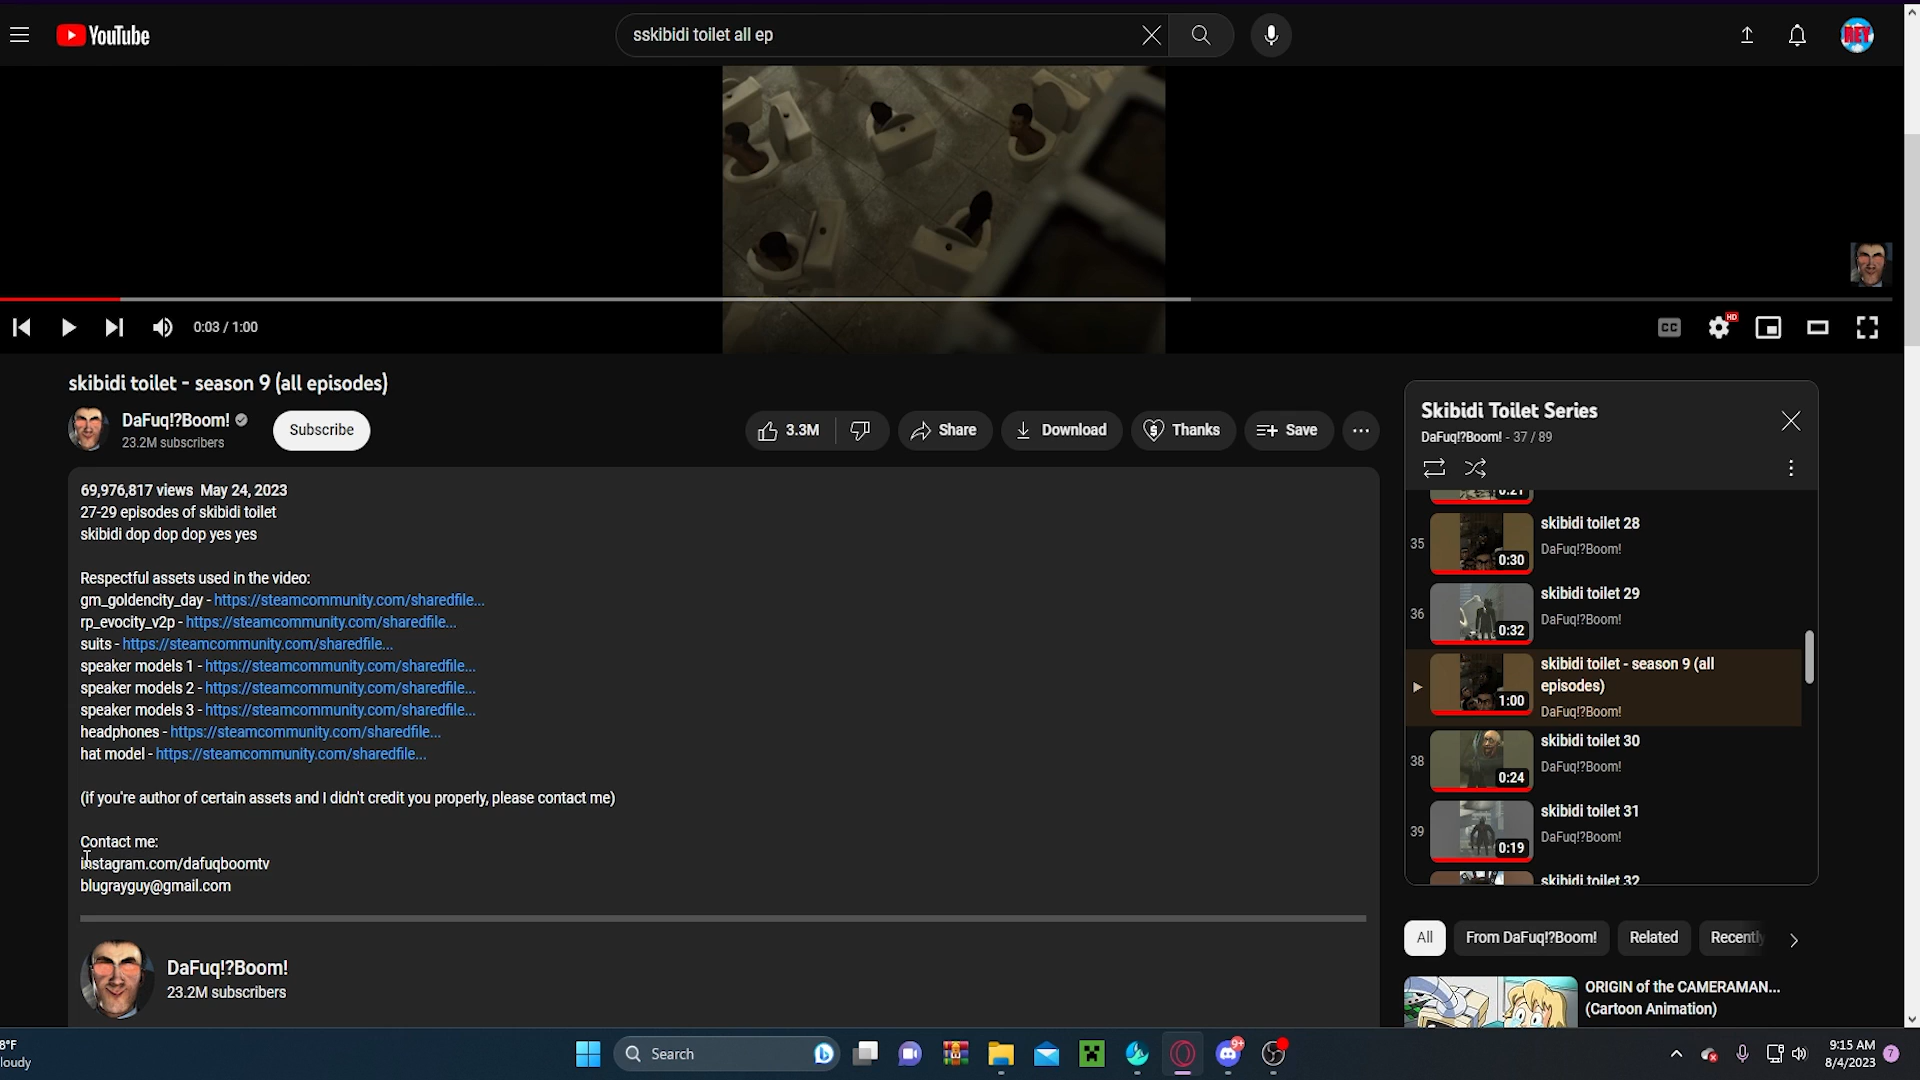 YouTube
sskibidi toilet all ep
REY
0:03 / 1:00
CC
HD
skibidi toilet - season 9 (all episodes)
DaFuq!?Boom!
23.2M subscribers
Subscribe
3.3M
Share
Download
Thanks
Save
69,976,817 views May 24, 2023
27-29 episodes of skibidi toilet
skibidi dop dop dop yes yes
Respectful assets used in the video:
gm_goldencity_day - https://steamcommunity.com/sharedfile...
rp_evocity_v2p - https://steamcommunity.com/sharedfile...
suits - https://steamcommunity.com/sharedfile...
speaker models 1 - https://steamcommunity.com/sharedfile...
speaker models 2 - https://steamcommunity.com/sharedfile...
speaker models 3 - https://steamcommunity.com/sharedfile...
headphones - https://steamcommunity.com/sharedfile...
hat model - https://steamcommunity.com/sharedfile...
(if you're author of certain assets and I didn't credit you properly, please contact me)
Contact me:
instagram.com/dafuqboomtv
blugrayguy@gmail.com
DaFuq!?Boom!
23.2M subscribers
Skibidi Toilet Series
DaFuq!?Boom! - 37 / 89
0:21
35
0:30
skibidi toilet 28
DaFuq!?Boom!
36
0:32
skibidi toilet 29
DaFuq!?Boom!
1:00
skibidi toilet - season 9 (all
episodes)
DaFuq!?Boom!
38
0:24
skibidi toilet 30
DaFuq!?Boom!
39
0:19
skibidi toilet 31
DaFuq!?Boom!
skibidi toilet 32
All
From DaFuq!?Boom!
Related
Recently
ORIGIN of the CAMERAMAN...
(Cartoon Animation)
8°F
loudy
Search
9+
9:15 AM
8/4/2023
7